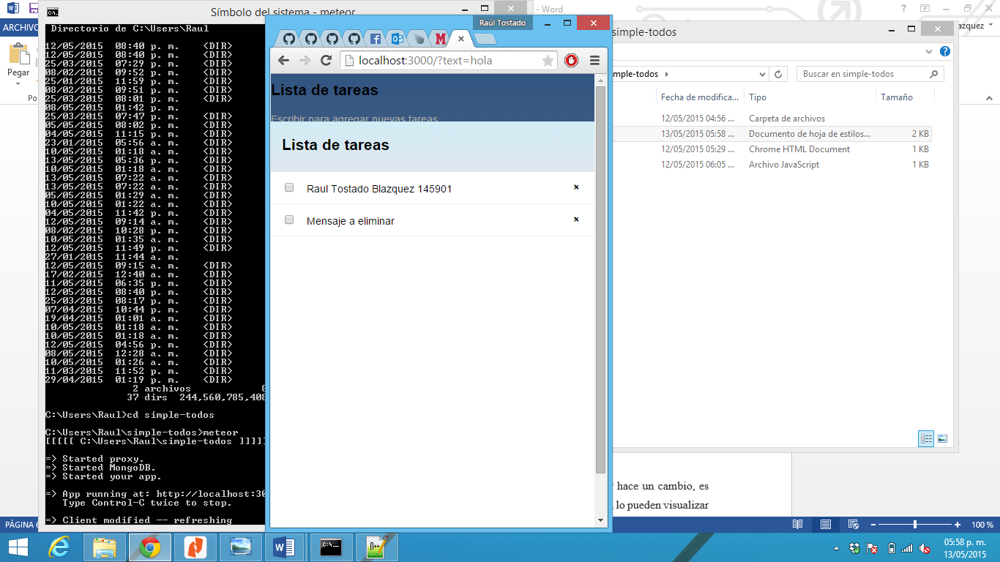 Símbolo del sistema - meteor
- Word
ARCHIVO
Pegar
Directorio de C:\Users\Raul
12/05/2015 08:40 p. m. <DIR>
12/05/2015 08:40 p. m. <DIR>
25/03/2015 07:29 p. m. <DIR>
08/02/2015 09:52 p. m. <DIR>
25/01/2015 11:59 p. m. <DIR>
08/02/2015 09:51 p. m. <DIR>
25/03/2015 08:01 p. m. <DIR>
08/05/2015 01:42 p. m.
25/03/2015 07:47 p. m. <DIR>
05/05/2015 08:02 p. m. <DIR>
04/05/2015 11:15 p. m. <DIR>
23/01/2015 05:56 a. m. <DIR>
10/05/2015 01:18 a. m. <DIR>
13/05/2015 05:36 p. m. <DIR>
10/05/2015 01:18 a. m. <DIR>
13/05/2015 07:22 a. m. <DIR>
13/05/2015 07:22 a. m. <DIR>
05/05/2015 01:29 a. m. <DIR>
10/05/2015 01:22 a. m. <DIR>
04/05/2015 11:42 p. m. <DIR>
12/05/2015 09:14 a. m. <DIR>
08/02/2015 10:28 p. m. <DIR>
10/05/2015 01:35 a. m. <DIR>
12/05/2015 11:49 p. m. <DIR>
27/01/2015 11:44 a. m.
12/05/2015 09:15 a. m. <DIR>
17/02/2015 12:40 a. m. <DIR>
11/05/2015 06:35 p. m. <DIR>
12/05/2015 08:40 p. m. <DIR>
25/03/2015 08:17 p. m. <DIR>
07/04/2015 10:44 p. m. <DIR>
19/04/2015 01:01 a. m. <DIR>
10/05/2015 01:18 a. m. <DIR>
10/05/2015 01:18 a. m. <DIR>
12/05/2015 04:56 p. m. <DIR>
08/05/2015 12:28 p. m. <DIR>
10/05/2015 01:26 a. m. <DIR>
11/03/2015 11:52 p. m. <DIR>
29/04/2015 01:19 p. m. <DIR>
2 archivos 8
37 dirs 244,560,785,408
C:\Users\Raul>cd simple-todos
C:\Users\Raul\simple-todos>meteor
[[[[[ C:\Users\Raul\simple-todos ]]]]]
=> Started proxy.
=> Started MongoDB.
=> Started your app.
=> App running at: http://localhost:30
Type Control-C twice to stop.
=> Client modified -- refreshing
Raúl Tostado
localhost:3000/?text=hola
Lista de tareas
Escribir para agregar nuevas tareas
Lista de tareas
Raul Tostado Blazquez 145901
Mensaje a eliminar
simple-todos
Buscar en simple-todos
Fecha de modifica... Tipo Tamaño
12/05/2015 04:56 ... Carpeta de archivos
13/05/2015 05:58 ... Documento de hoja de estilos... 2 KB
12/05/2015 05:29 ... Chrome HTML Document 1 KB
12/05/2015 06:05 ... Archivo JavaScript 1 KB
hace un cambio, es
lo pueden visualizar
PÁGINA 6
100 %
05:58 p. m.
13/05/2015